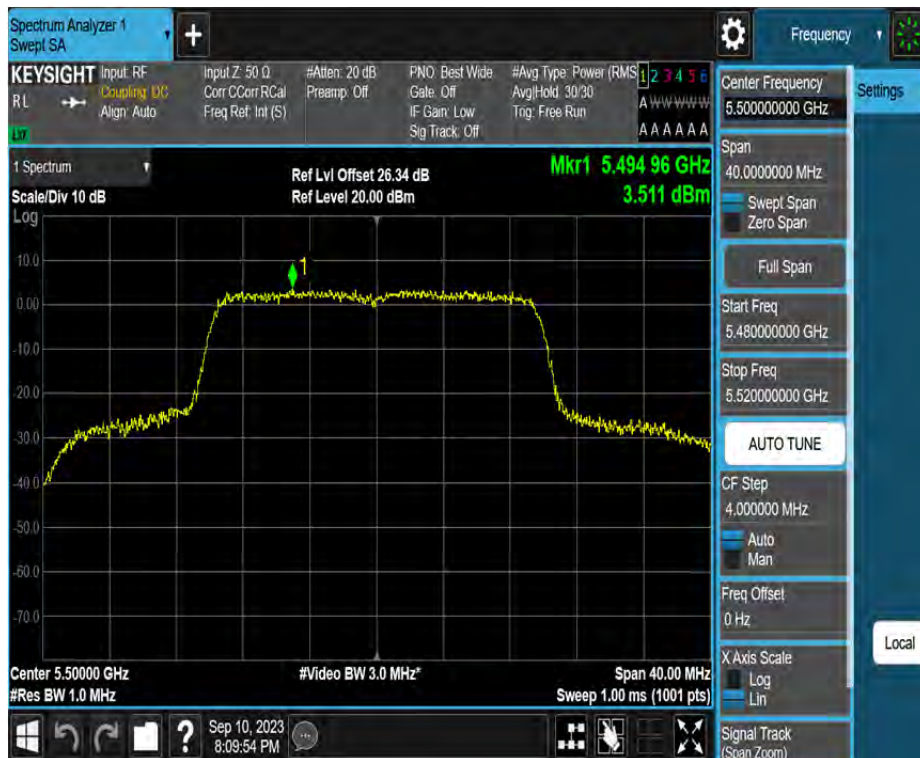 Spectrum Analyzer 1
Swept SA
Frequency
KEYSIGHT
RL
LXI
Input: RF
Coupling: DC
Align: Auto
Input Z: 50 Ω
Corr CCorr RCal
Freq Ref: Int (S)
#Atten: 20 dB
Preamp: Off
PNO: Best Wide
Gate: Off
IF Gain: Low
Sig Track: Off
#Avg Type: Power (RMS
Avg|Hold: 30/30
Trig: Free Run
1 2 3 4 5 6
A W W W W W
A A A A A A
1 Spectrum
Scale/Div 10 dB
Log
Ref Lvl Offset 26.34 dB
Ref Level 20.00 dBm
Mkr1 5.494 96 GHz
3.511 dBm
1
10.0
0.00
-10.0
-20.0
-30.0
-40.0
-50.0
-60.0
-70.0
Center 5.50000 GHz
#Res BW 1.0 MHz
#Video BW 3.0 MHz*
Span 40.00 MHz
Sweep 1.00 ms (1001 pts)
Sep 10, 2023
8:09:54 PM
?
Center Frequency
5.500000000 GHz
Span
40.0000000 MHz
Swept Span
Zero Span
Full Span
Start Freq
5.480000000 GHz
Stop Freq
5.520000000 GHz
AUTO TUNE
CF Step
4.000000 MHz
Auto
Man
Freq Offset
0 Hz
X Axis Scale
Log
Lin
Signal Track
(Span Zoom)
Settings
Local